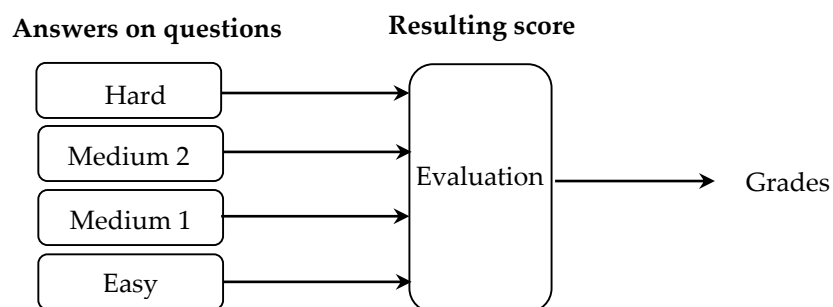 Answers on questions
Resulting score
Hard
Medium 2
Medium 1
Easy
Evaluation
Grades